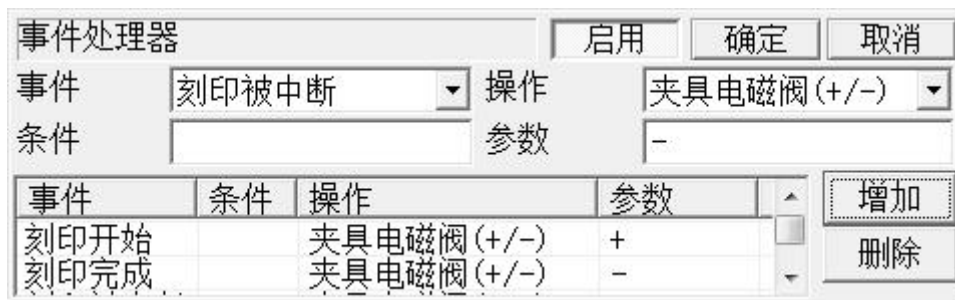 事件处理器 启用 确定 取消
事件 刻印被中断 操作 夹具电磁阀(+/-)
条件 参数 -
事件 条件 操作 参数 增加
刻印开始 夹具电磁阀(+/-) +
刻印完成 夹具电磁阀(+/-) - 删除